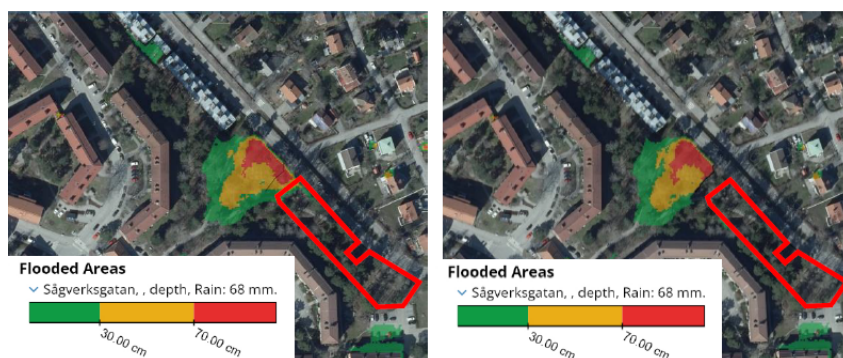 Flooded Areas
Sågverksgatan, , depth, Rain: 68 mm.
30.00 cm
70.00 cm
Flooded Areas
Sågverksgatan, , depth, Rain: 68 mm.
30.00 cm
70.00 cm